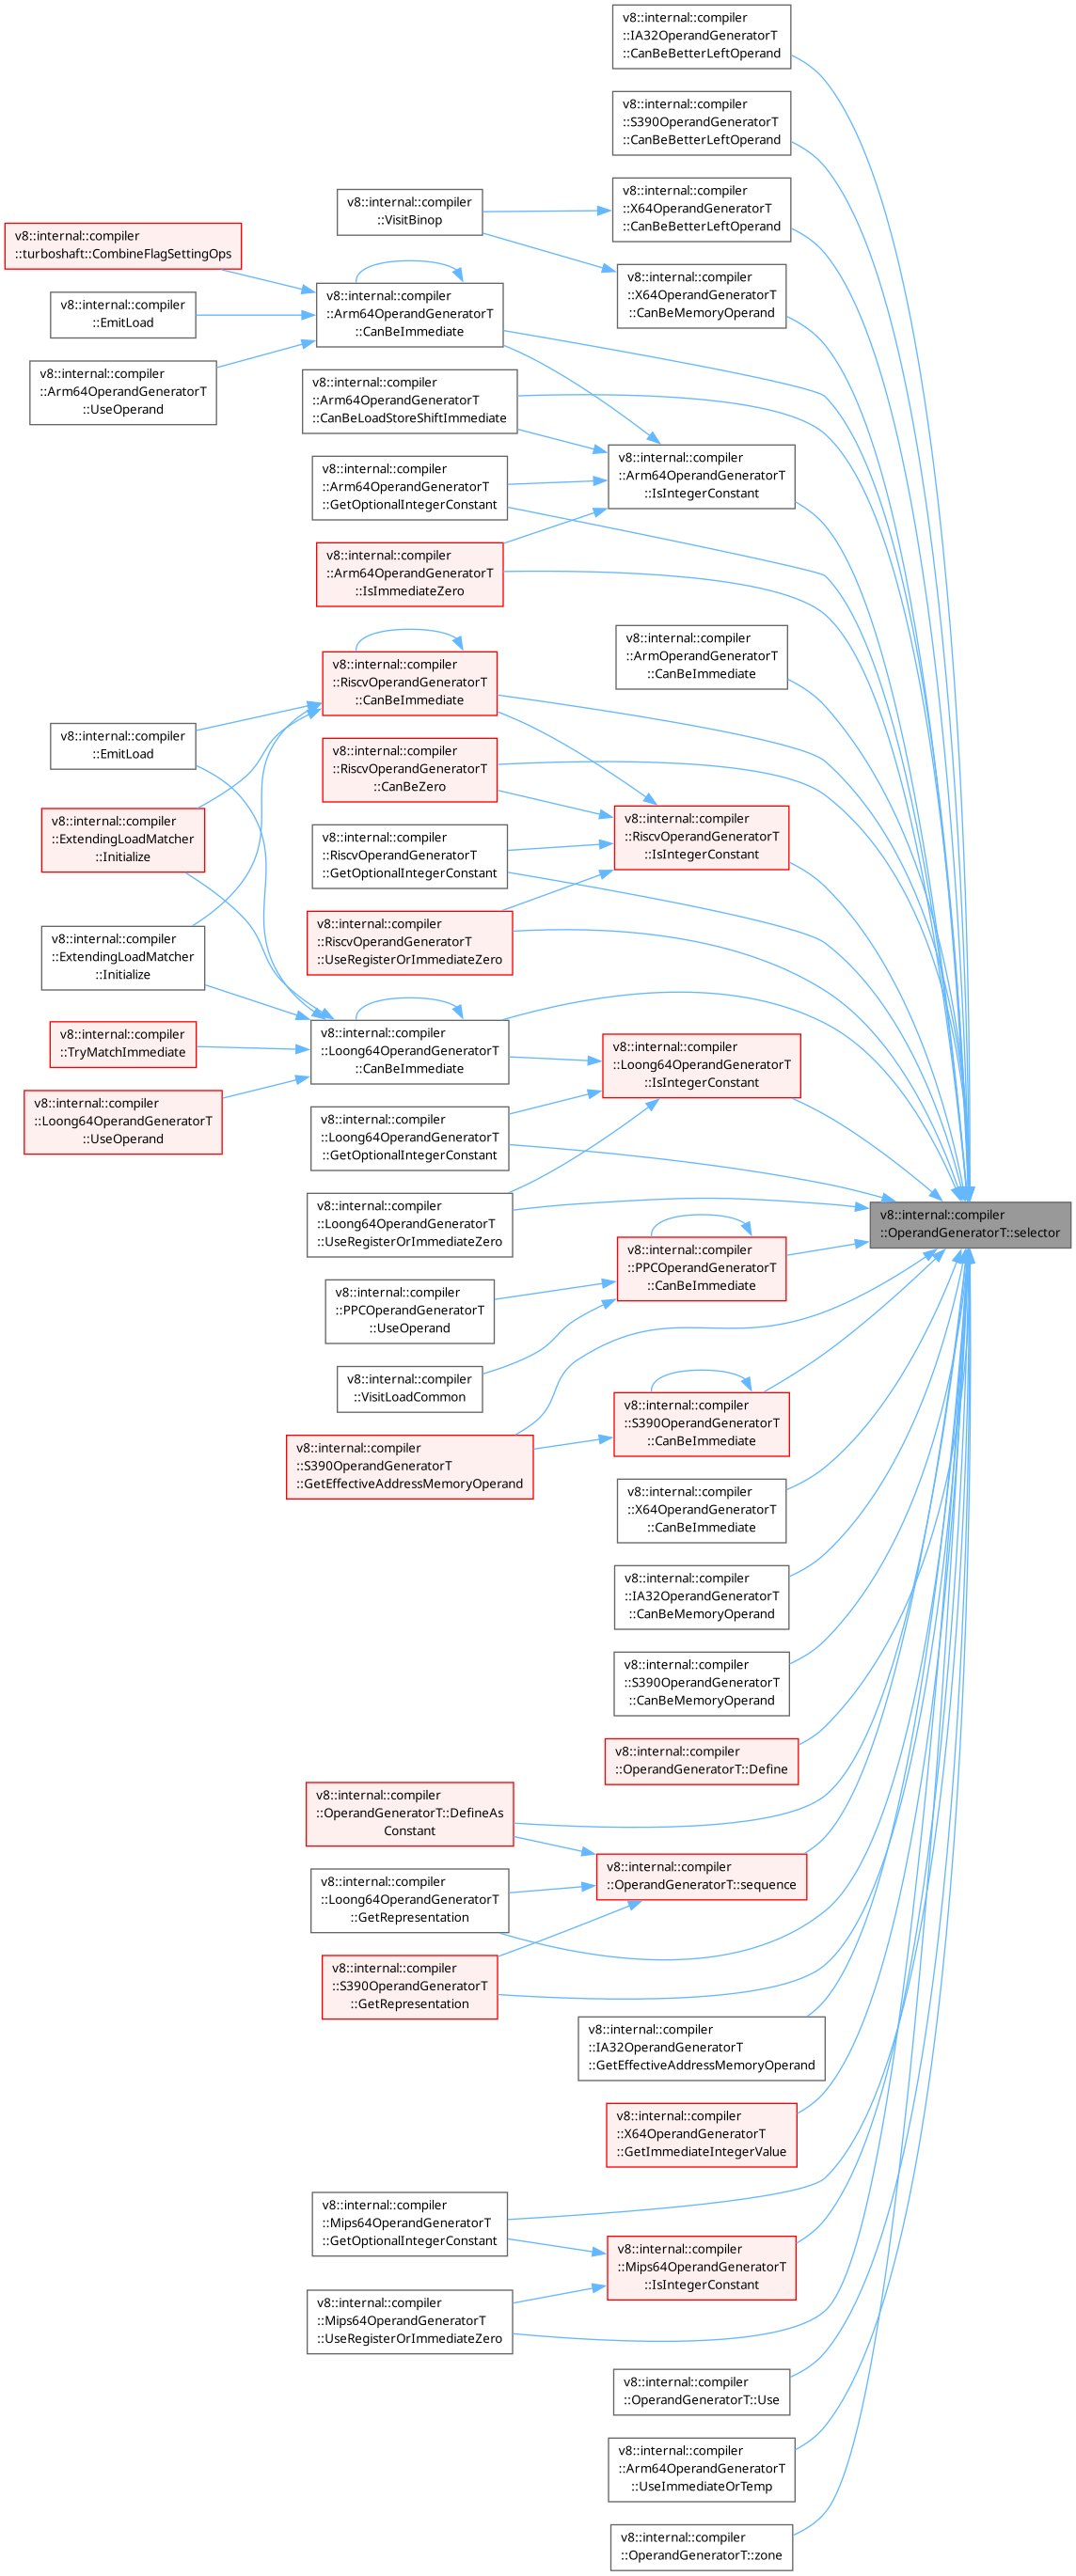 v8::internal::compiler
::IA32OperandGeneratorT
::CanBeBetterLeftOperand
v8::internal::compiler
::S390OperandGeneratorT
::CanBeBetterLeftOperand
v8::internal::compiler
::X64OperandGeneratorT
::CanBeBetterLeftOperand
v8::internal::compiler
::VisitBinop
v8::internal::compiler
::turboshaft::CombineFlagSettingOps
v8::internal::compiler
::X64OperandGeneratorT
::CanBeMemoryOperand
v8::internal::compiler
::Arm64OperandGeneratorT
::CanBeImmediate
v8::internal::compiler
::EmitLoad
v8::internal::compiler
::Arm64OperandGeneratorT
::UseOperand
v8::internal::compiler
::Arm64OperandGeneratorT
::CanBeLoadStoreShiftImmediate
v8::internal::compiler
::Arm64OperandGeneratorT
::IsIntegerConstant
v8::internal::compiler
::Arm64OperandGeneratorT
::GetOptionalIntegerConstant
v8::internal::compiler
::Arm64OperandGeneratorT
::IsImmediateZero
v8::internal::compiler
::ArmOperandGeneratorT
::CanBeImmediate
v8::internal::compiler
::RiscvOperandGeneratorT
::CanBeImmediate
v8::internal::compiler
::EmitLoad
v8::internal::compiler
::RiscvOperandGeneratorT
::CanBeZero
v8::internal::compiler
::ExtendingLoadMatcher
::Initialize
v8::internal::compiler
::RiscvOperandGeneratorT
::IsIntegerConstant
v8::internal::compiler
::RiscvOperandGeneratorT
::GetOptionalIntegerConstant
v8::internal::compiler
::RiscvOperandGeneratorT
::UseRegisterOrImmediateZero
v8::internal::compiler
::ExtendingLoadMatcher
::Initialize
v8::internal::compiler
::TryMatchImmediate
v8::internal::compiler
::Loong64OperandGeneratorT
::CanBeImmediate
v8::internal::compiler
::Loong64OperandGeneratorT
::IsIntegerConstant
v8::internal::compiler
::Loong64OperandGeneratorT
::UseOperand
v8::internal::compiler
::Loong64OperandGeneratorT
::GetOptionalIntegerConstant
v8::internal::compiler
::Loong64OperandGeneratorT
::UseRegisterOrImmediateZero
v8::internal::compiler
::OperandGeneratorT::selector
v8::internal::compiler
::PPCOperandGeneratorT
::CanBeImmediate
v8::internal::compiler
::PPCOperandGeneratorT
::UseOperand
v8::internal::compiler
::VisitLoadCommon
v8::internal::compiler
::S390OperandGeneratorT
::CanBeImmediate
v8::internal::compiler
::S390OperandGeneratorT
::GetEffectiveAddressMemoryOperand
v8::internal::compiler
::X64OperandGeneratorT
::CanBeImmediate
v8::internal::compiler
::IA32OperandGeneratorT
::CanBeMemoryOperand
v8::internal::compiler
::S390OperandGeneratorT
::CanBeMemoryOperand
v8::internal::compiler
::OperandGeneratorT::Define
v8::internal::compiler
::OperandGeneratorT::DefineAs
Constant
v8::internal::compiler
::OperandGeneratorT::sequence
v8::internal::compiler
::Loong64OperandGeneratorT
::GetRepresentation
v8::internal::compiler
::S390OperandGeneratorT
::GetRepresentation
v8::internal::compiler
::IA32OperandGeneratorT
::GetEffectiveAddressMemoryOperand
v8::internal::compiler
::X64OperandGeneratorT
::GetImmediateIntegerValue
v8::internal::compiler
::Mips64OperandGeneratorT
::GetOptionalIntegerConstant
v8::internal::compiler
::Mips64OperandGeneratorT
::IsIntegerConstant
v8::internal::compiler
::Mips64OperandGeneratorT
::UseRegisterOrImmediateZero
v8::internal::compiler
::OperandGeneratorT::Use
v8::internal::compiler
::Arm64OperandGeneratorT
::UseImmediateOrTemp
v8::internal::compiler
::OperandGeneratorT::zone